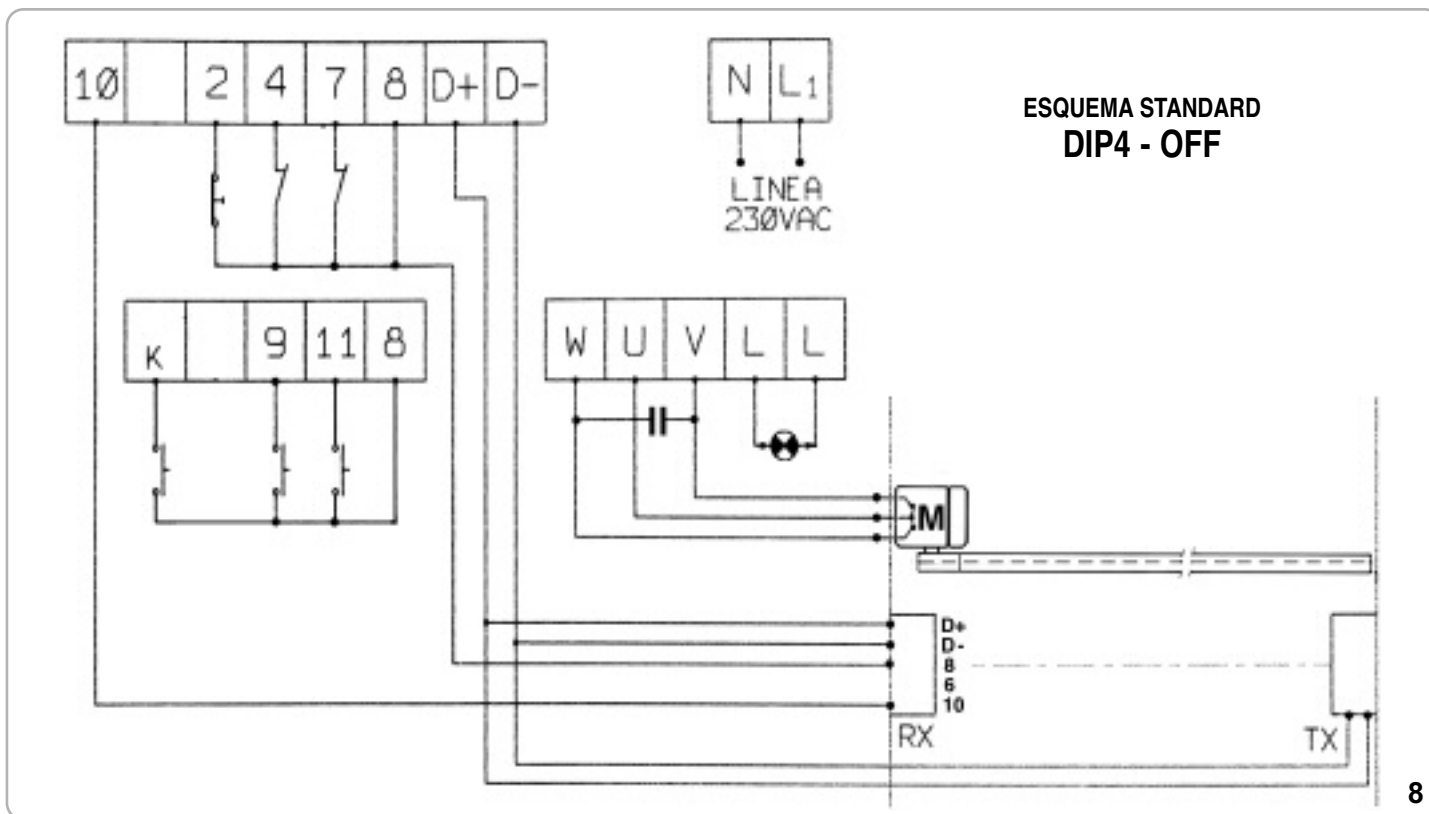 10 2 4 7 8 D+ D-
N L1
ESQUEMA STANDARD
DIP4 - OFF
LINEA
230VAC
K 9 11 8
W U V L L
M
D+
D-
8
6
10
RX
TX
8